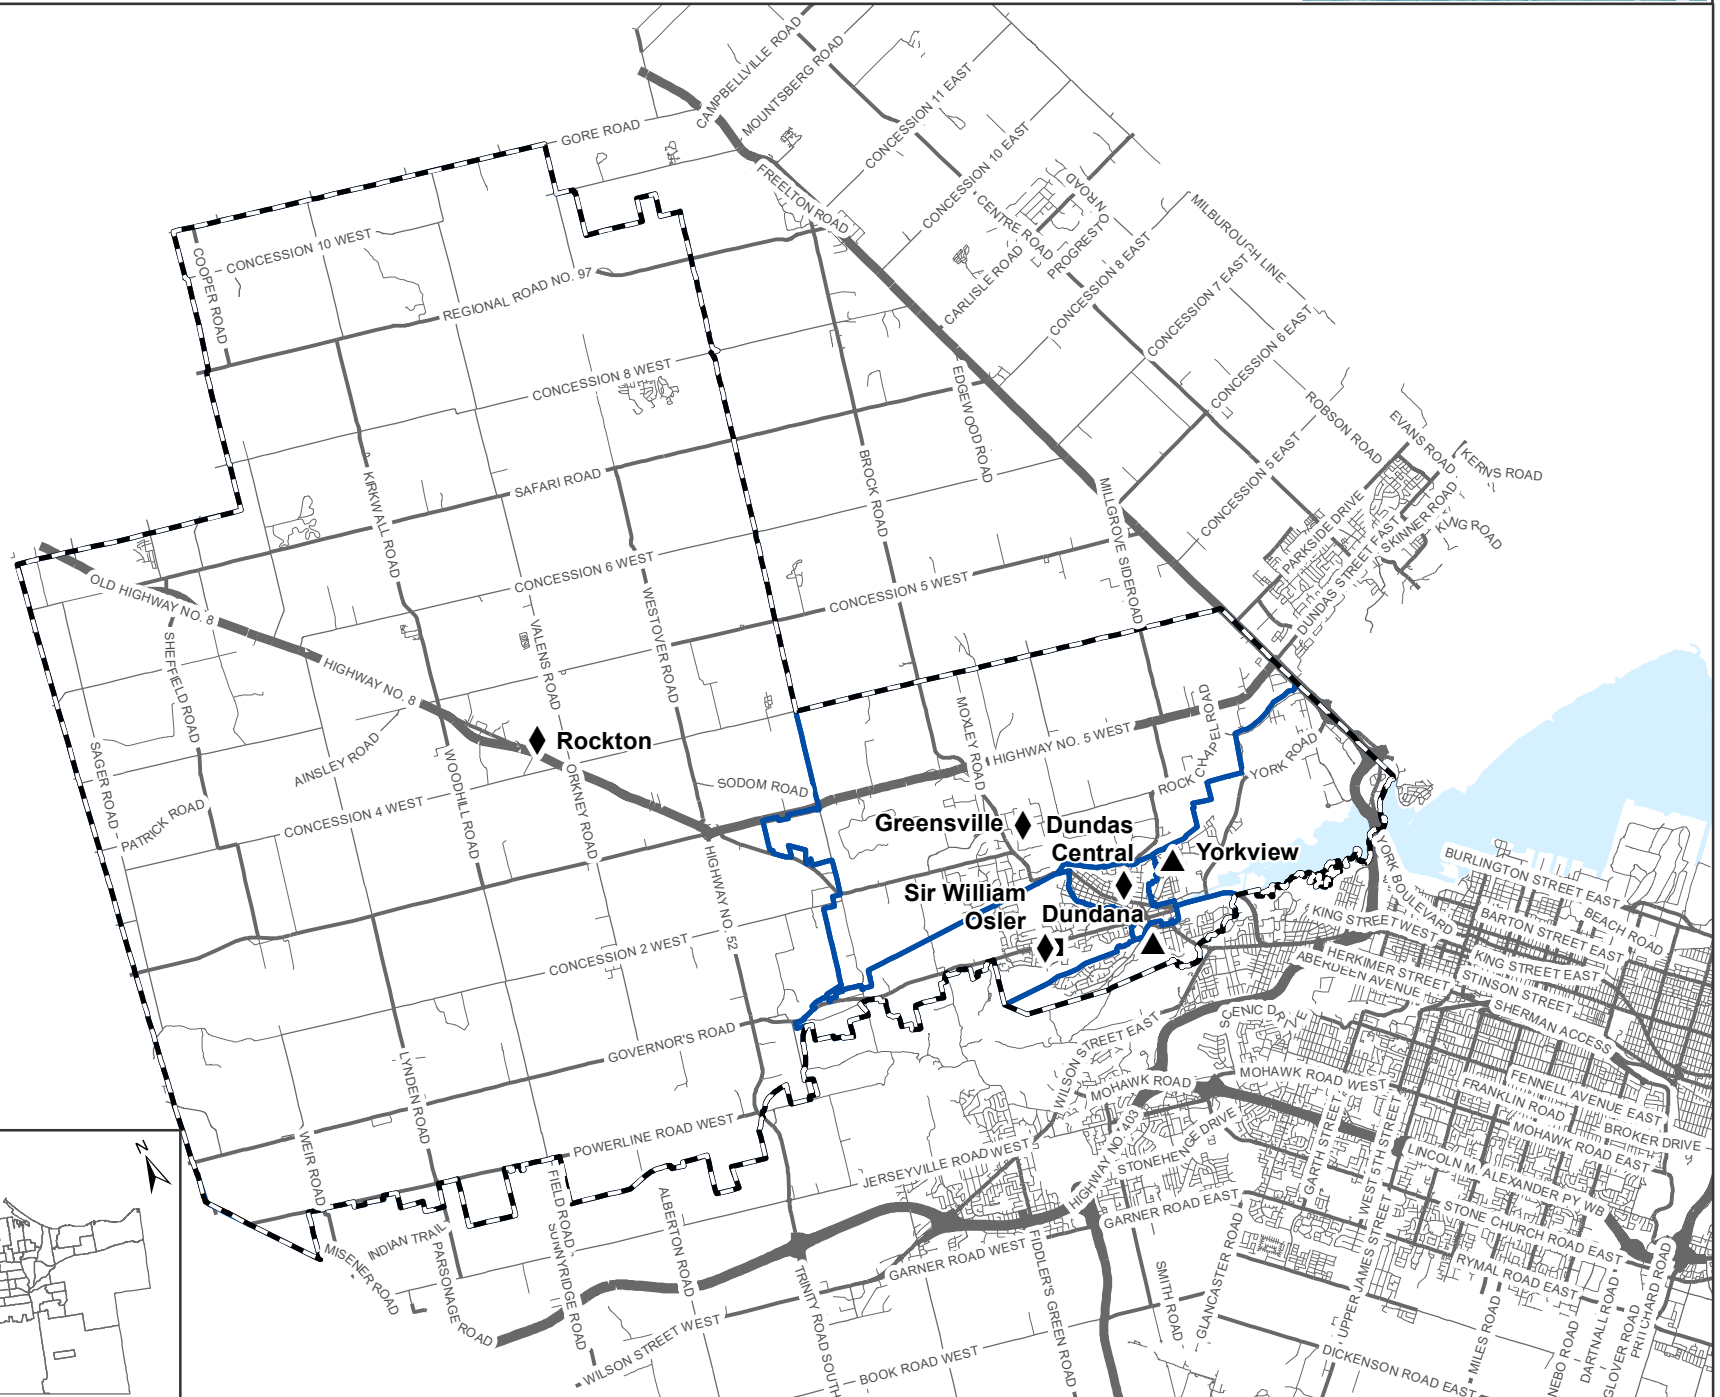 CAMPBELLVILLE ROAD
MOUNTSBERG ROAD
GORE ROAD
CONCESSION 11 EAST
CONCESSION 10 EAST
FREELTON ROAD
CENTRE ROAD
PROGRESTON ROAD
MILBUROUGH LINE
CARLISLE ROAD
CONCESSION 8 EAST
CONCESSION 7 EAST
CONCESSION 6 EAST
CONCESSION 10 WEST
COOPER ROAD
REGIONAL ROAD NO. 97
CONCESSION 8 WEST
EDGEWOOD ROAD
ROBSON ROAD
EVANS ROAD
KERNS ROAD
CONCESSION 5 EAST
SAFARI ROAD
KIRKWALL ROAD
BROCK ROAD
MILLGROVE SIDEROAD
PARKSIDE DRIVE
SKINNER ROAD
KING ROAD
DUNDAS STREET EAST
OLD HIGHWAY NO. 8
CONCESSION 6 WEST
CONCESSION 5 WEST
WESTOVER ROAD
VALENS ROAD
SHEFFIELD ROAD
HIGHWAY NO. 8
SAGER ROAD
AINSLEY ROAD
Rockton
WOODHILL ROAD
ORKNEY ROAD
PATRICK ROAD
CONCESSION 4 WEST
SODOM ROAD
MOXLEY ROAD
HIGHWAY NO. 5 WEST
ROCK CHAPEL ROAD
YORK ROAD
Greensville
Dundas
Central
Yorkview
Sir William
Osler
Dundana
HIGHWAY NO. 52
CONCESSION 2 WEST
YORK BOULEVARD
BURLINGTON STREET EAST
BEACH ROAD
BARTON STREET EAST
KING STREET WEST
KING STREET EAST
HERKIMER STREET
ABERDEEN AVENUE
STINSON STREET
SHERMAN ACCESS
GOVERNOR'S ROAD
LYNDEN ROAD
WEIR ROAD
POWERLINE ROAD WEST
WILSON STREET EAST
SCENIC DRIVE
MOHAWK ROAD
MOHAWK ROAD WEST
FENNELL AVENUE EAST
FRANKLIN ROAD
BROKER DRIVE
MOHAWK ROAD EAST
LINCOLN M. ALEXANDER PY WB
STONE CHURCH ROAD EAST
RYMAL ROAD EAST
HIGHWAY NO. 403
STONEHENGE DRIVE
GARTH STREET
WEST 5TH STREET
JERSEYVILLE ROAD WEST
GARNER ROAD EAST
GARNER ROAD WEST
FIELD ROAD
SUNNYRIDGE ROAD
ALBERTON ROAD
INDIAN TRAIL
MISENER ROAD
PARSONAGE ROAD
WILSON STREET WEST
TRINITY ROAD SOUTH
BOOK ROAD WEST
FIDDLER'S GREEN ROAD
SMITH ROAD
GLANCASTER ROAD
UPPER JAMES STREET
DICKENSON ROAD EAST
MILES ROAD
NEBO ROAD
DARTNALL ROAD
GLOVER ROAD
PRITCHARD ROAD
N